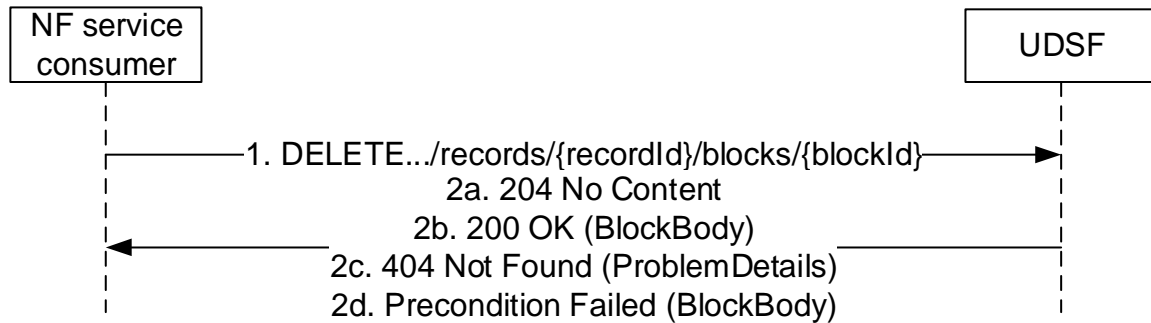 NF service
consumer
UDSF
1. DELETE.../records/{recordId}/blocks/{blockId}
2a. 204 No Content
2b. 200 OK (BlockBody)
2c. 404 Not Found (ProblemDetails)
2d. Precondition Failed (BlockBody)